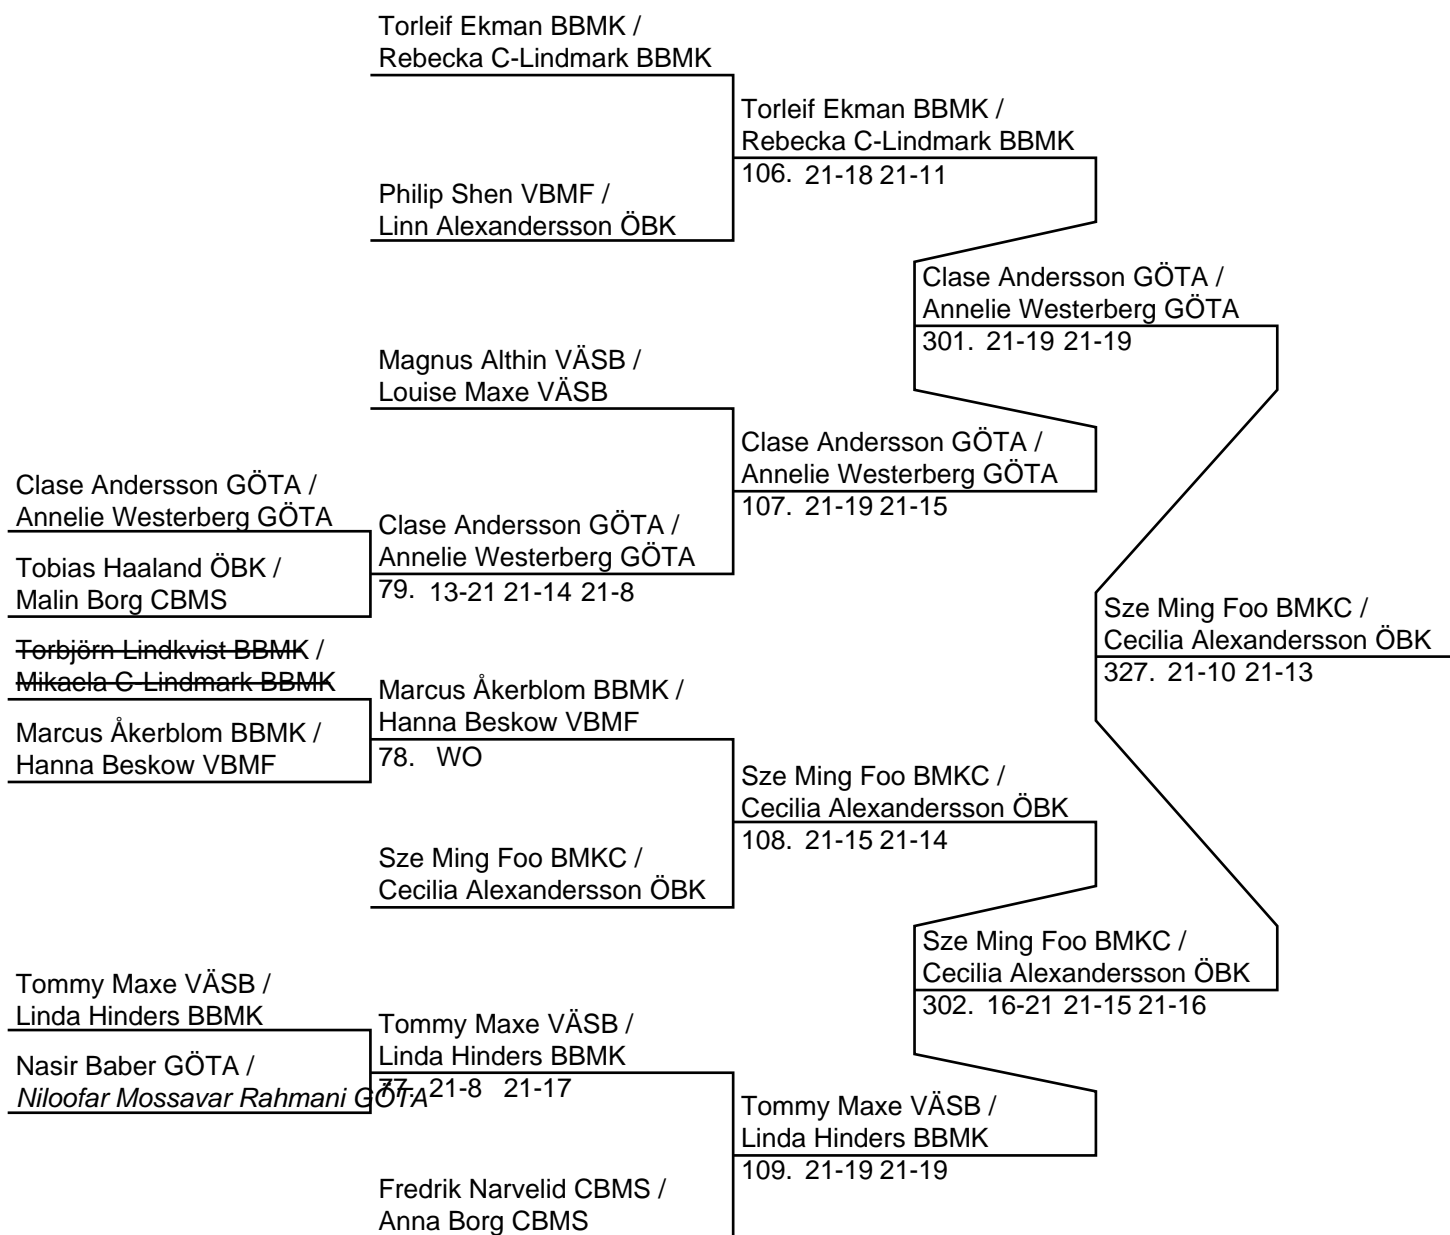 Torleif Ekman BBMK /
Rebecka C-Lindmark BBMK
Torleif Ekman BBMK /
Rebecka C-Lindmark BBMK
106. 21-18 21-11
Philip Shen VBMF /
Linn Alexandersson ÖBK
Clase Andersson GÖTA /
Annelie Westerberg GÖTA
301. 21-19 21-19
Magnus Althin VÄSB /
Louise Maxe VÄSB
Clase Andersson GÖTA /
Annelie Westerberg GÖTA
107. 21-19 21-15
Clase Andersson GÖTA /
Annelie Westerberg GÖTA
Clase Andersson GÖTA /
Annelie Westerberg GÖTA
79. 13-21 21-14 21-8
Tobias Haaland ÖBK /
Malin Borg CBMS
Sze Ming Foo BMKC /
Cecilia Alexandersson ÖBK
327. 21-10 21-13
Torbjörn Lindkvist BBMK /
Mikaela C-Lindmark BBMK
Marcus Åkerblom BBMK /
Hanna Beskow VBMF
78. WO
Marcus Åkerblom BBMK /
Hanna Beskow VBMF
Sze Ming Foo BMKC /
Cecilia Alexandersson ÖBK
108. 21-15 21-14
Sze Ming Foo BMKC /
Cecilia Alexandersson ÖBK
Sze Ming Foo BMKC /
Cecilia Alexandersson ÖBK
302. 16-21 21-15 21-16
Tommy Maxe VÄSB /
Linda Hinders BBMK
Tommy Maxe VÄSB /
Linda Hinders BBMK
77. 21-8 21-17
Nasir Baber GÖTA /
Niloofar Mossavar Rahmani GÖTA
Tommy Maxe VÄSB /
Linda Hinders BBMK
109. 21-19 21-19
Fredrik Narvelid CBMS /
Anna Borg CBMS